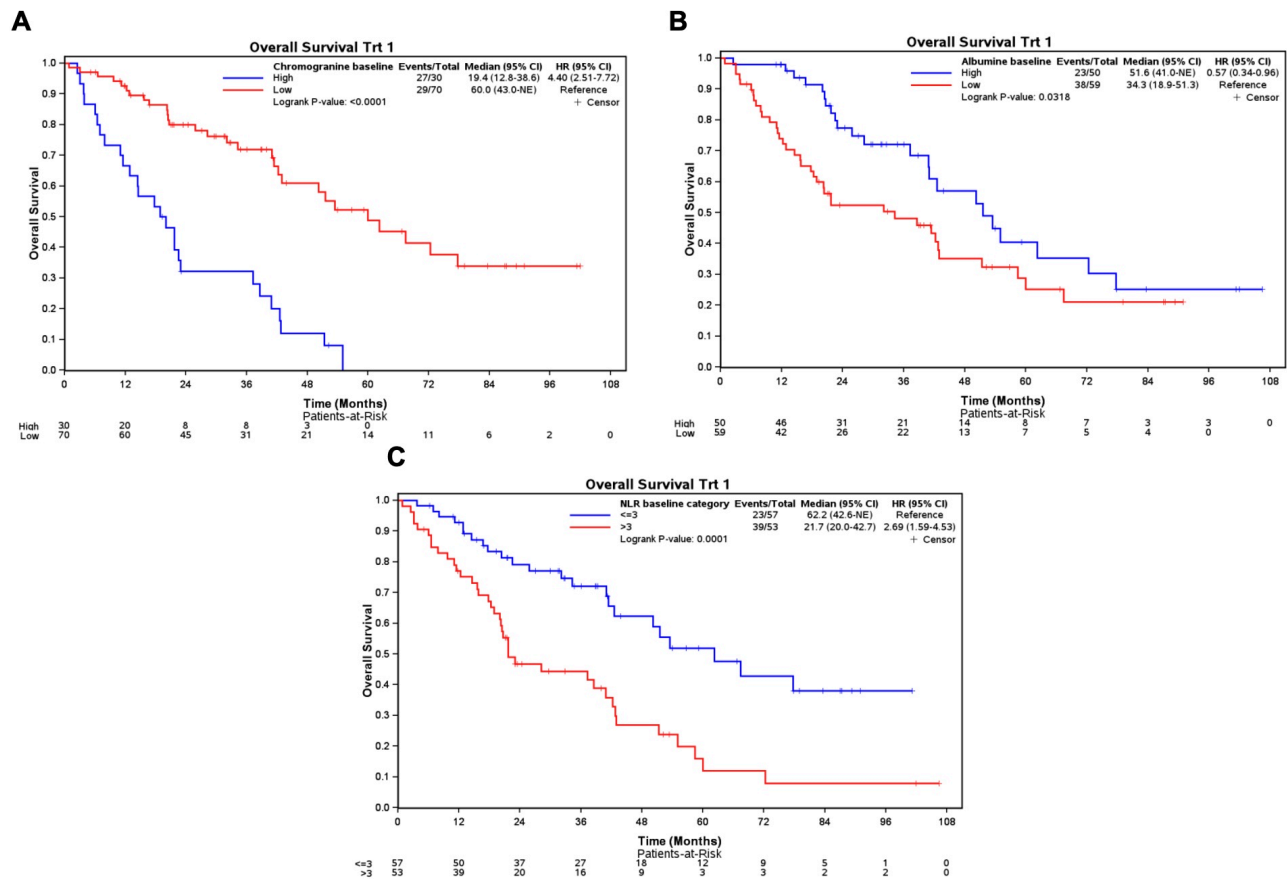 A
Overall Survival Trt 1
Chromogranine baseline Events/Total Median (95% CI) HR (95% CI)
High 27/30 19.4 (12.8-38.6) 4.40 (2.51-7.72)
Low 29/70 60.0 (43.0-NE) Reference
Logrank P-value: <0.0001 + Censor
Overall Survival
1.0
0.9
0.8
0.7
0.6
0.5
0.4
0.3
0.2
0.1
0.0
0 12 24 36 48 60 72 84 96 108
Time (Months)
Patients-at-Risk
High 30 20 8 8 3 0
Low 70 60 45 31 21 14 11 6 2 0
B
Overall Survival Trt 1
Albumine baseline Events/Total Median (95% CI) HR (95% CI)
High 23/50 51.6 (41.0-NE) 0.57 (0.34-0.96)
Low 38/59 34.3 (18.9-51.3) Reference
Logrank P-value: 0.0318 + Censor
Overall Survival
1.0
0.9
0.8
0.7
0.6
0.5
0.4
0.3
0.2
0.1
0.0
0 12 24 36 48 60 72 84 96 108
Time (Months)
Patients-at-Risk
High 50 46 31 21 14 8 7 3 3 0
Low 59 42 26 22 13 7 5 4 0
C
Overall Survival Trt 1
NLR baseline category Events/Total Median (95% CI) HR (95% CI)
<=3 23/57 62.2 (42.6-NE) Reference
>3 39/53 21.7 (20.0-42.7) 2.69 (1.59-4.53)
Logrank P-value: 0.0001 + Censor
Overall Survival
1.0
0.9
0.8
0.7
0.6
0.5
0.4
0.3
0.2
0.1
0.0
0 12 24 36 48 60 72 84 96 108
Time (Months)
Patients-at-Risk
<=3 57 50 37 27 18 12 9 5 1 0
>3 53 39 20 16 9 3 3 2 2 0